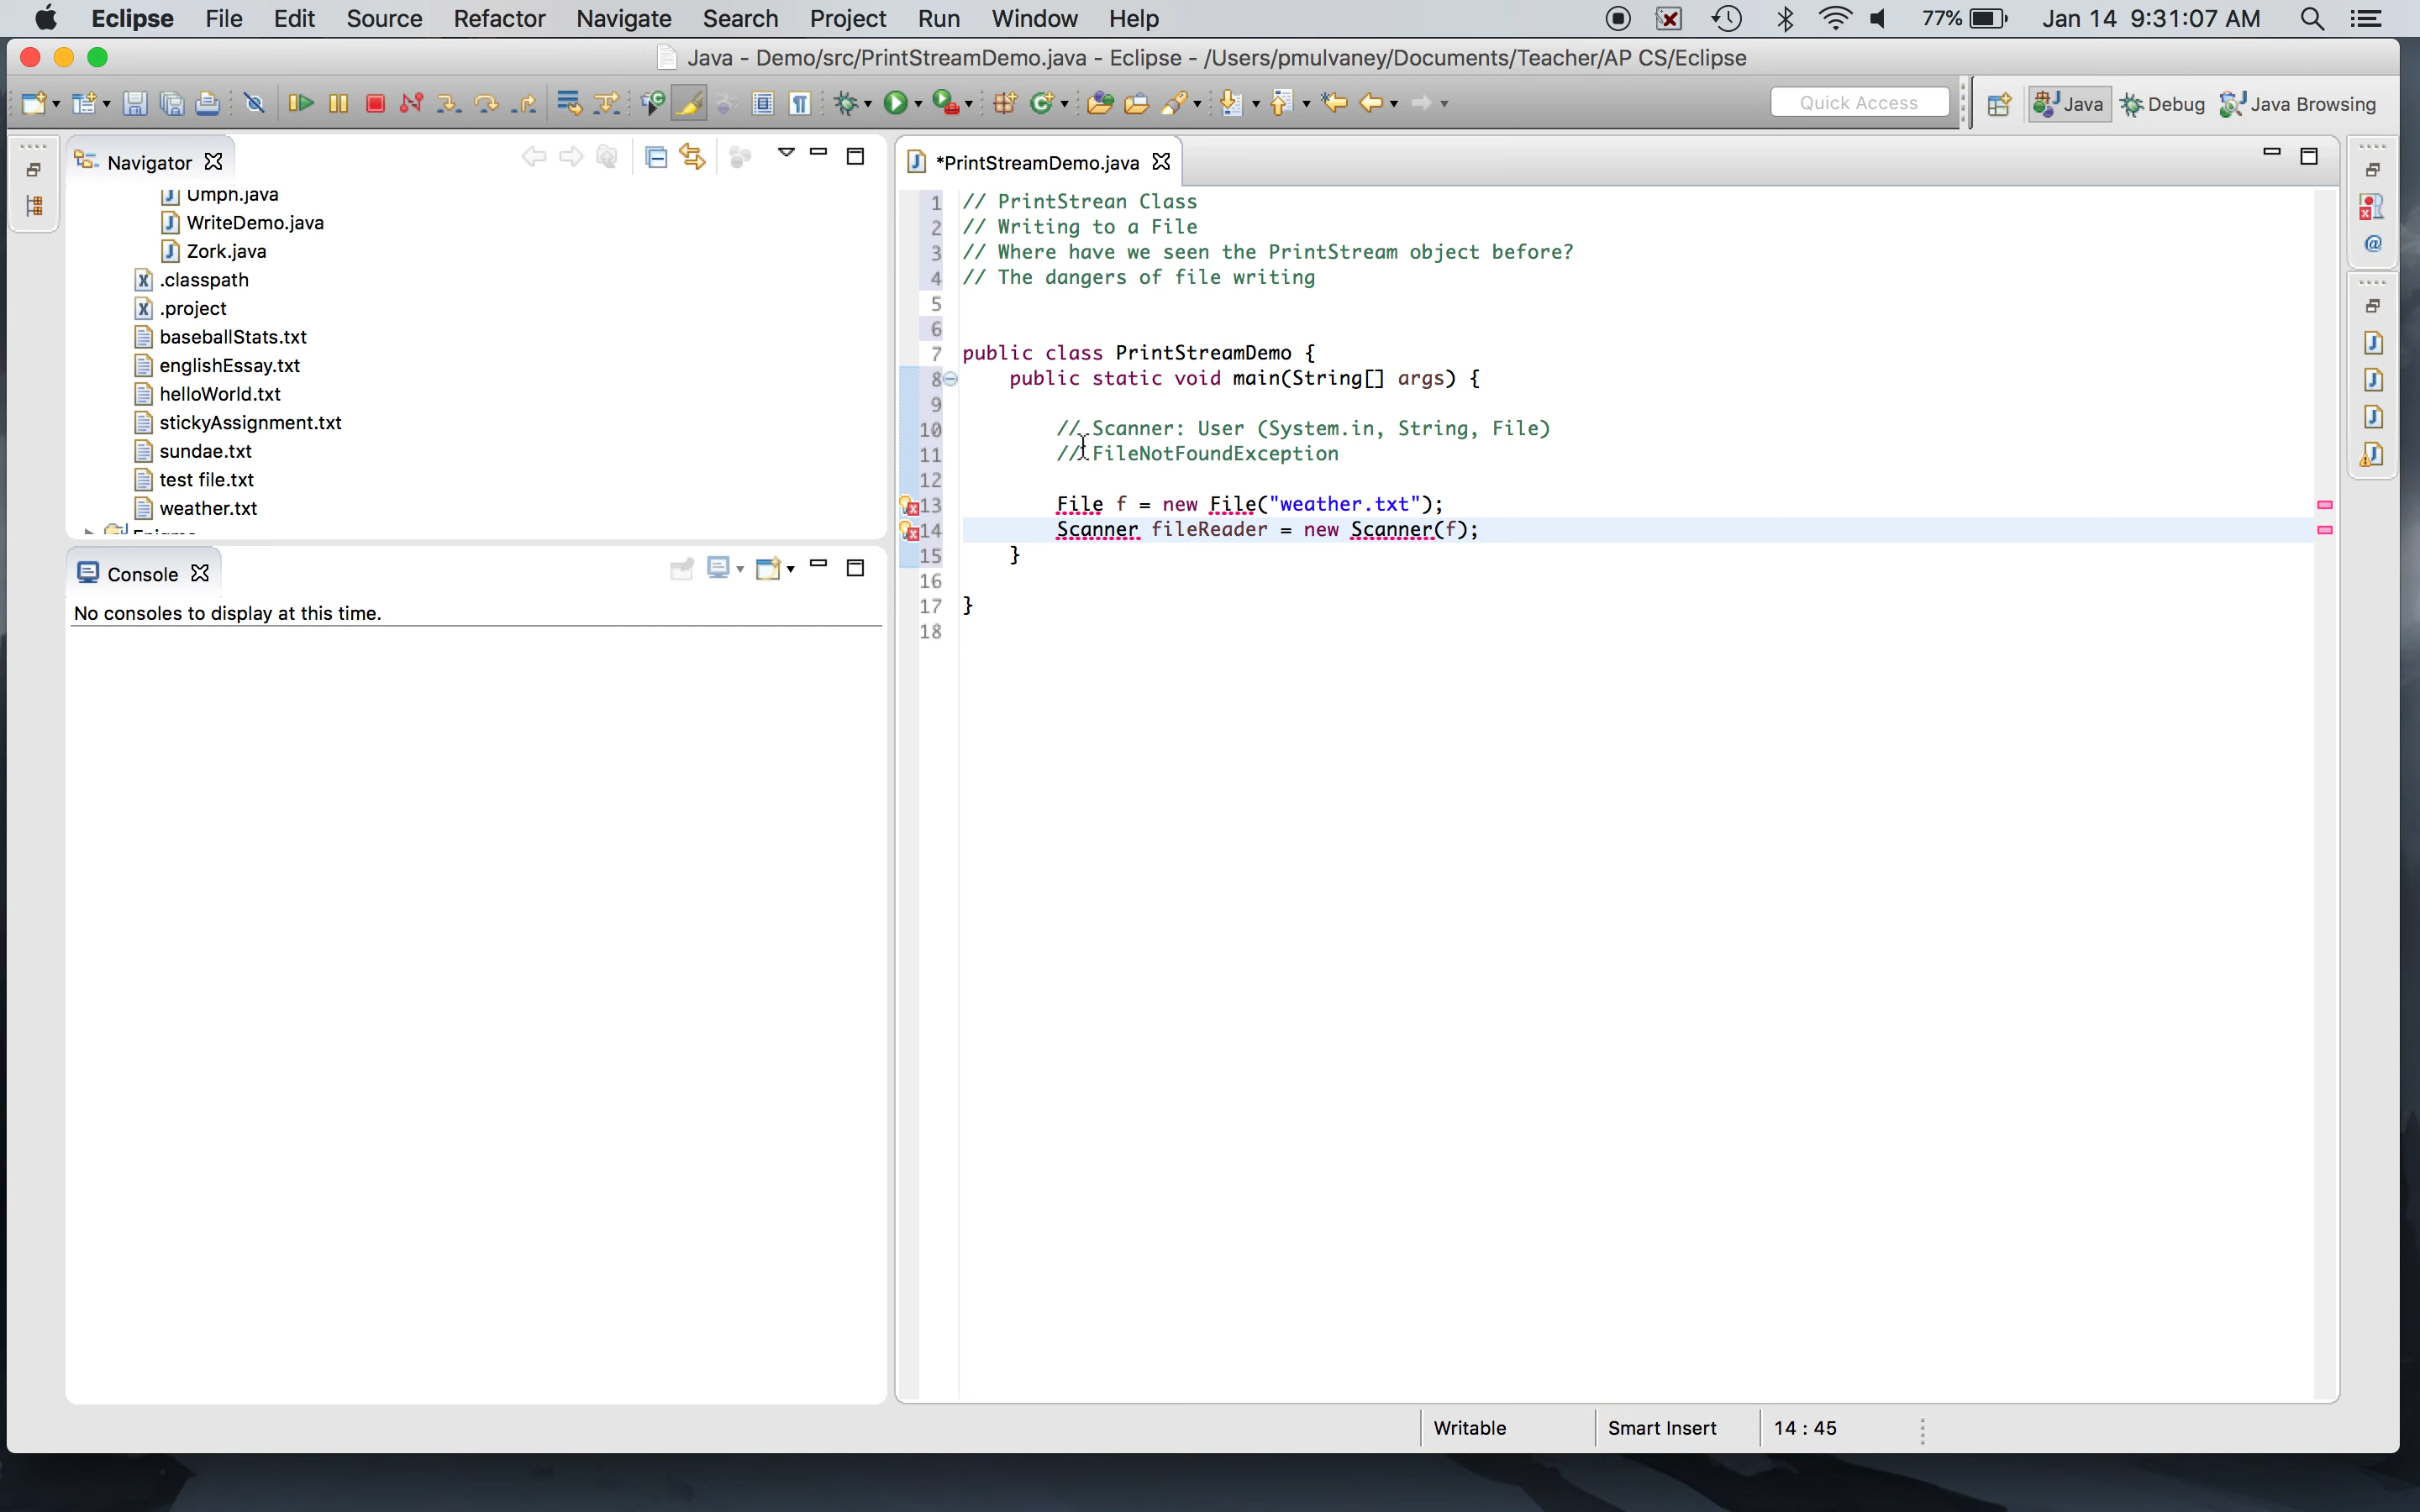 Eclipse File Edit Source Refactor Navigate Search Project Run Window Help 77% Jan 14 9:31:07 AM
Java - Demo/src/PrintStreamDemo.java - Eclipse - /Users/pmulvaney/Documents/Teacher/AP CS/Eclipse
Quick Access Java Debug Java Browsing
Navigator
Umph.java
WriteDemo.java
Zork.java
.classpath
.project
baseballStats.txt
englishEssay.txt
helloWorld.txt
stickyAssignment.txt
sundae.txt
test file.txt
weather.txt
Console
No consoles to display at this time.
*PrintStreamDemo.java
1 // PrintStrean Class
2 // Writing to a File
3 // Where have we seen the PrintStream object before?
4 // The dangers of file writing
5
6
7 public class PrintStreamDemo {
8 public static void main(String[] args) {
9
10 // Scanner: User (System.in, String, File)
11 // FileNotFoundException
12
13 File f = new File("weather.txt");
14 Scanner fileReader = new Scanner(f);
15 }
16
17 }
18
Writable Smart Insert 14 : 45